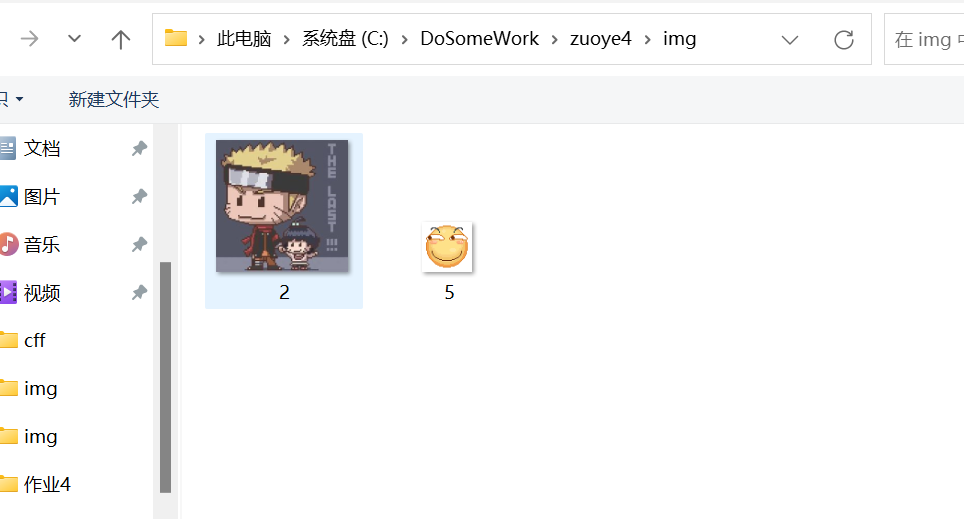 此电脑 系统盘 (C:) DoSomeWork zuoye4 img
在 img 中
新建文件夹
文档
图片
音乐
视频
cff
img
img
作业4
THE LAST !!!
2
5